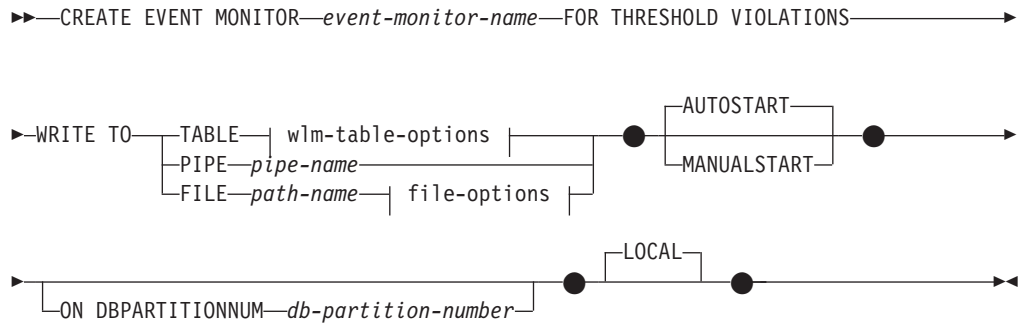 CREATE EVENT MONITOR event-monitor-name FOR THRESHOLD VIOLATIONS
AUTOSTART
WRITE TO TABLE wlm-table-options
PIPE pipe-name MANUALSTART
FILE path-name file-options
LOCAL
ON DBPARTITIONNUM db-partition-number